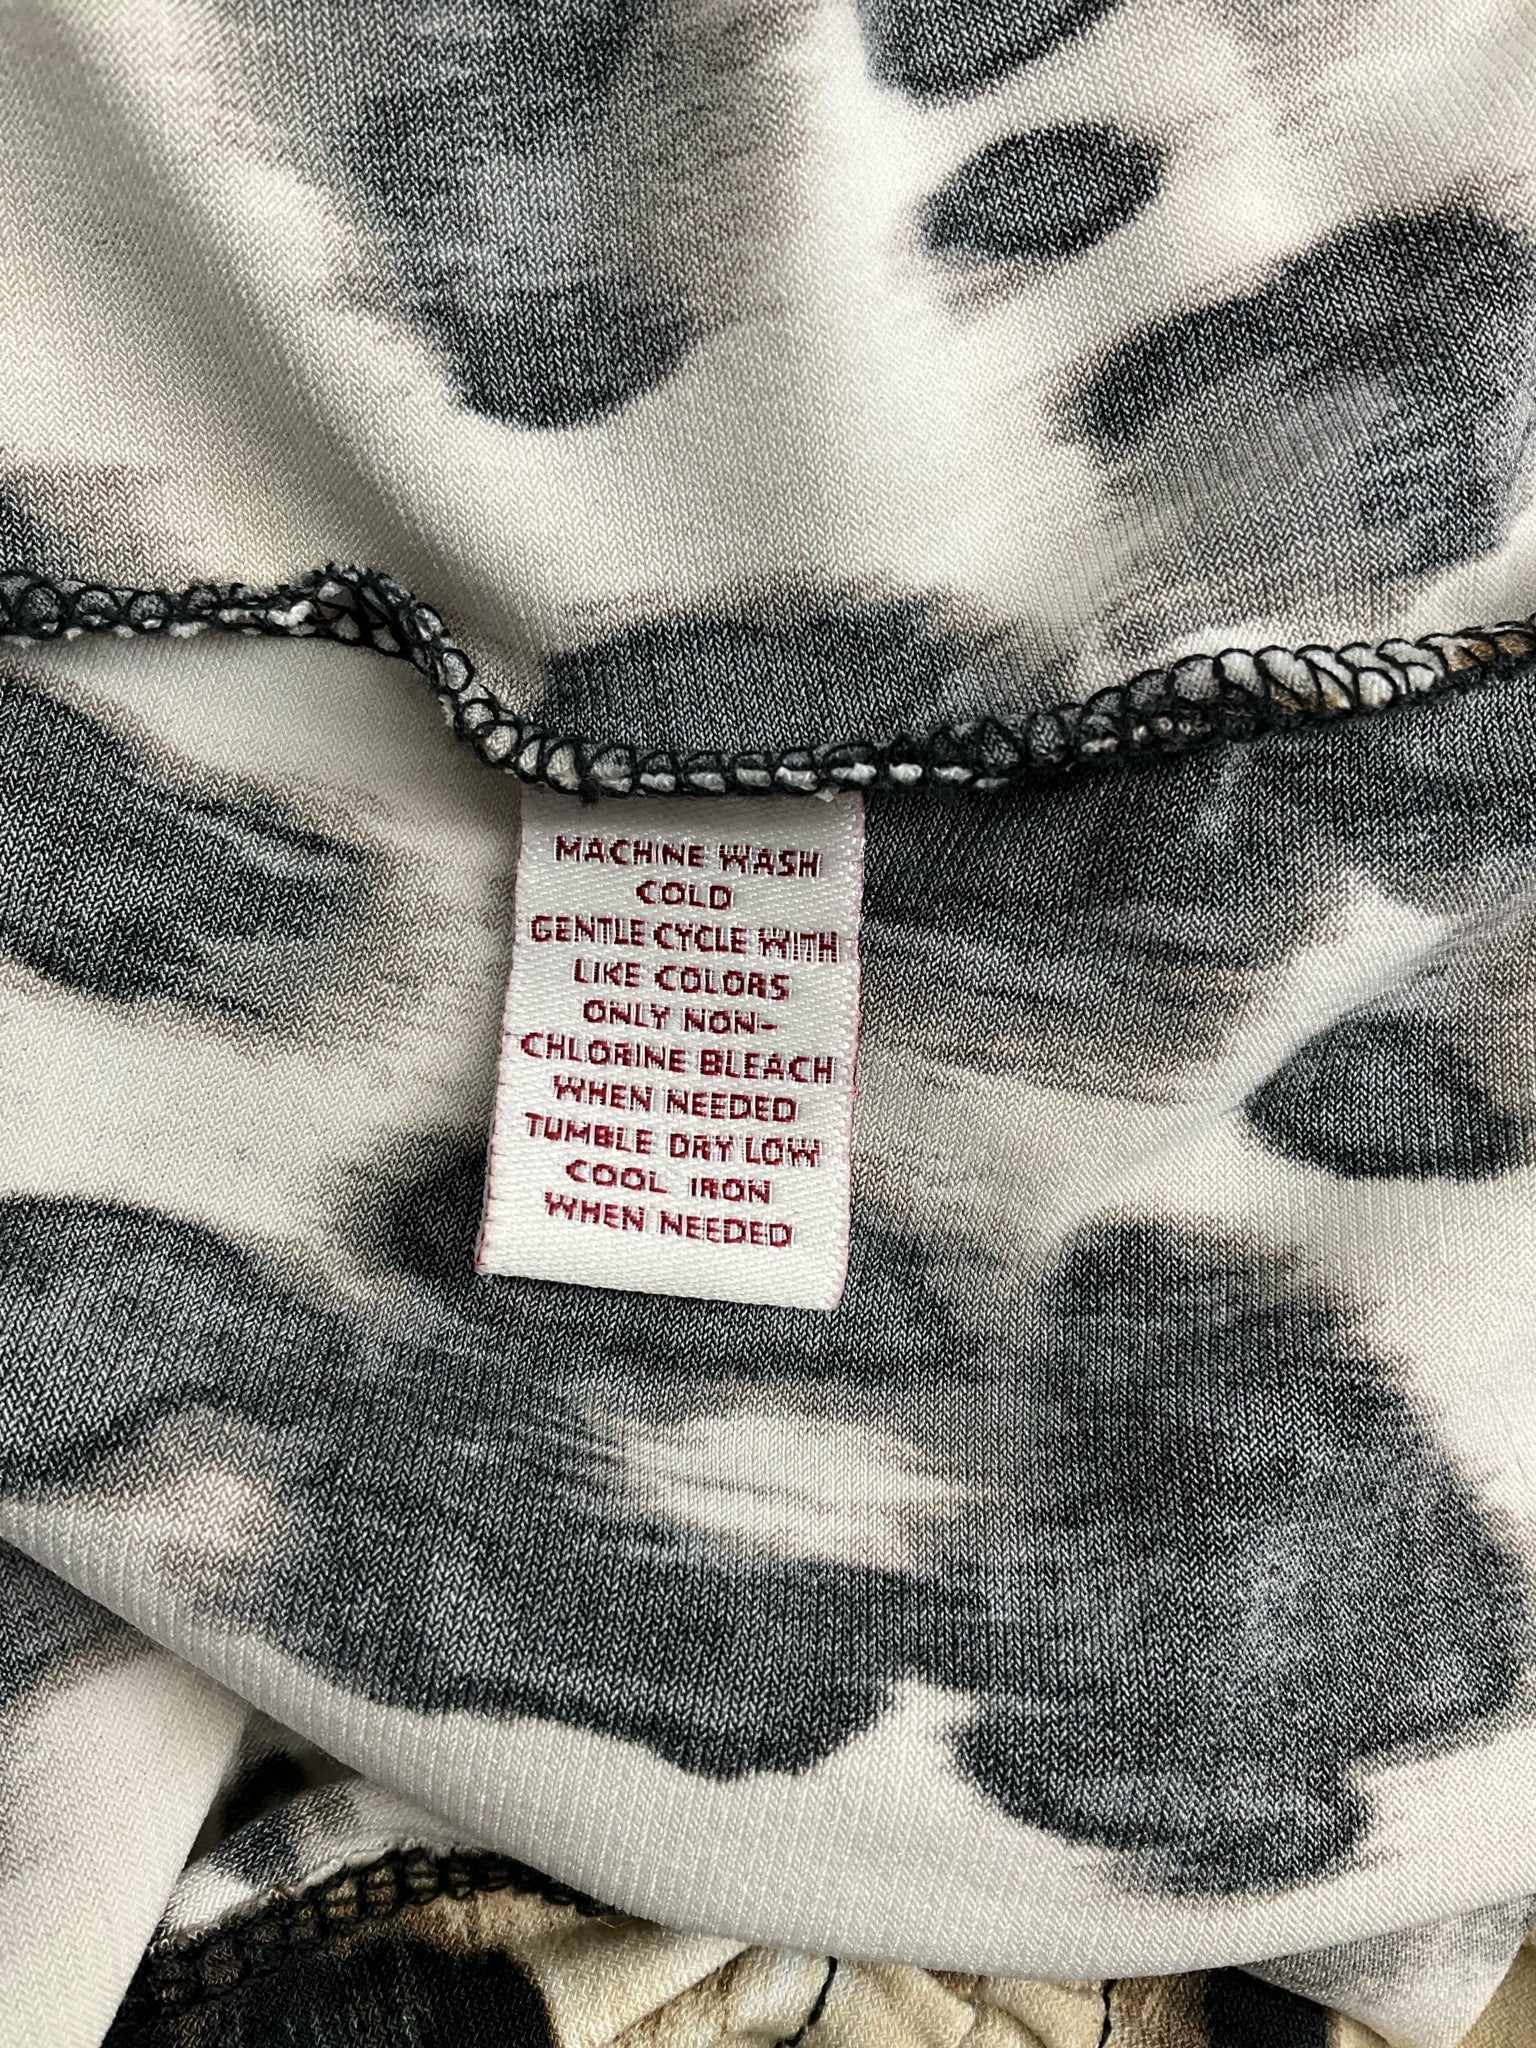 MACHINE WASH
COLD
GENTLE CYCLE WITH
LIKE COLORS
ONLY NON-
CHLORINE BLEACH
WHEN NEEDED
TUMBLE DRY LOW
COOL IRON
WHEN NEEDED